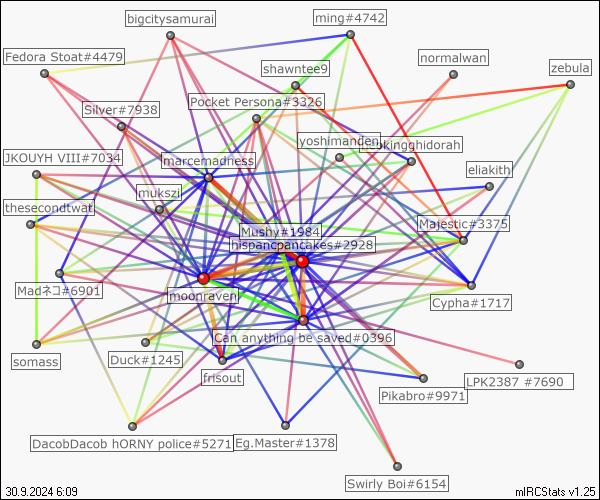 bigcitysamurai
ming#4742
Fedora Stoat#4479
shawntee9
normalwan
zebula
Silver#7938
Pocket Persona#3326
yoshimanden
JKOUYH VIII#7034
marcemadness
eliakith
mukszi
thesecondtwat
Mushy#1984
Majestic#3375
hispancpancakes#2928
Madネコ#6901
moonraven
Cypha#1717
Can anything be saved#0396
somass
Duck#1245
frisout
LPK2387 #7690
Pikabro#9971
DacobDacob hORNY police#5271
Eg.Master#1378
Swirly Boi#6154
30.9.2024 6:09
mIRCStats v1.25